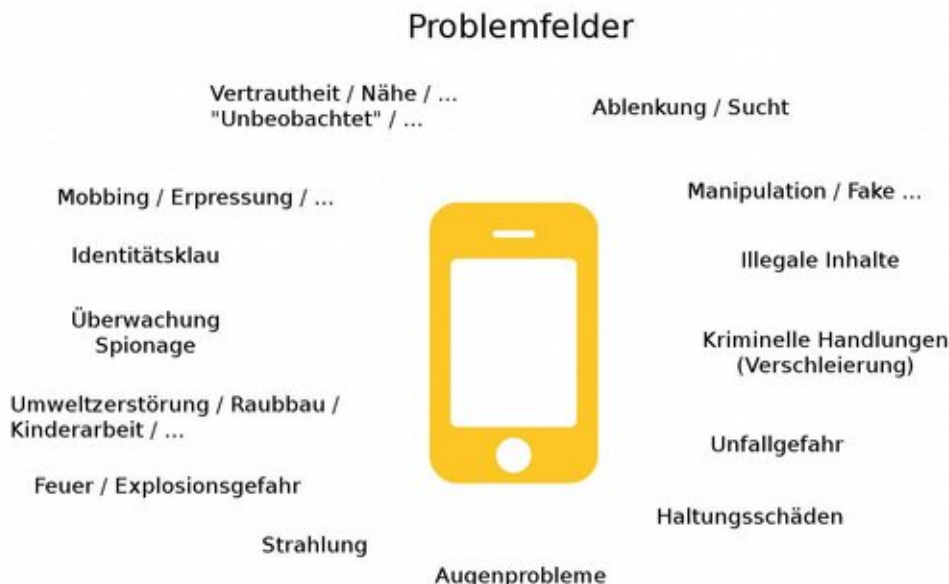 Problemfelder
Vertrautheit / Nähe / ...
"Unbeobachtet" / ...
Ablenkung / Sucht
Mobbing / Erpressung / ...
Manipulation / Fake ...
Identitätsklau
Illegale Inhalte
Überwachung
Spionage
Kriminelle Handlungen
(Verschleierung)
Umweltzerstörung / Raubbau /
Kinderarbeit / ...
Unfallgefahr
Feuer / Explosionsgefahr
Haltungsschäden
Strahlung
Augenprobleme